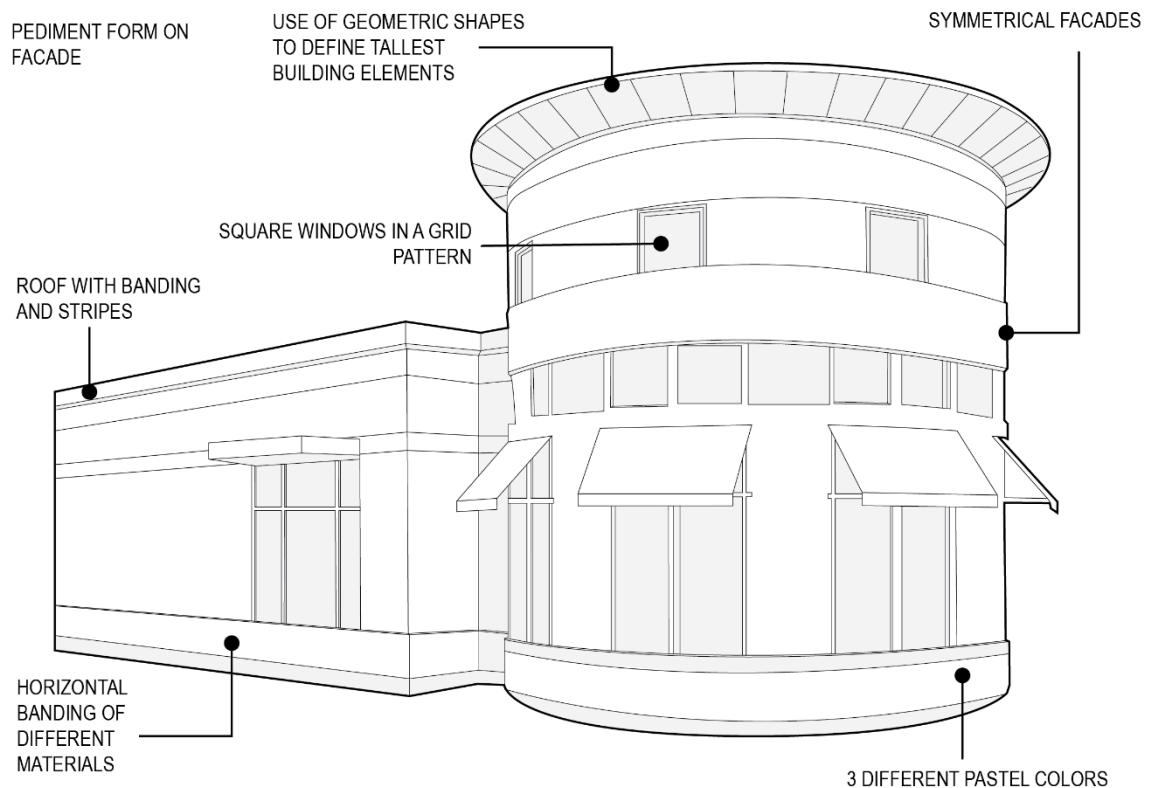 PEDIMENT FORM ON
FACADE
USE OF GEOMETRIC SHAPES
TO DEFINE TALLEST
BUILDING ELEMENTS
SYMMETRICAL FACADES
SQUARE WINDOWS IN A GRID
PATTERN
ROOF WITH BANDING
AND STRIPES
HORIZONTAL
BANDING OF
DIFFERENT
MATERIALS
3 DIFFERENT PASTEL COLORS